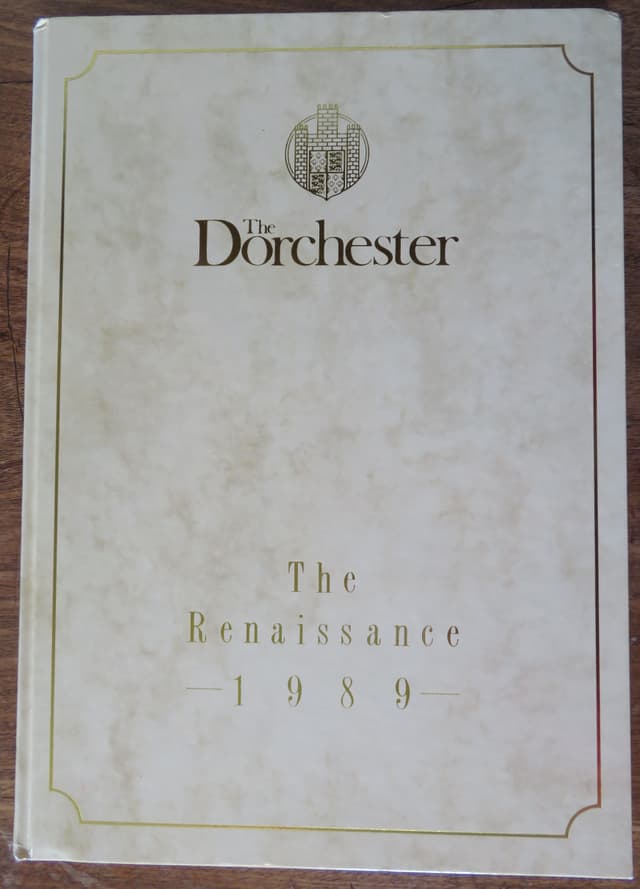 The
Dorchester
The
Renaissance
—1989—